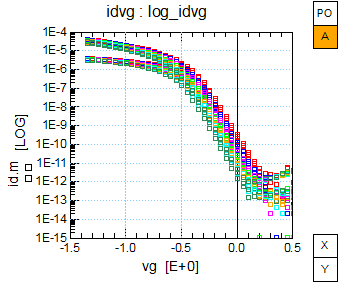 idvg : log_idvg
PO
A
1E-4
1E-5
1E-6
1E-7
1E-8
1E-9
1E-10
1E-11
1E-12
1E-13
1E-14
1E-15
id.m [LOG]
-1.5 -1.0 -0.5 0.0 0.5
vg [E+0]
X
Y